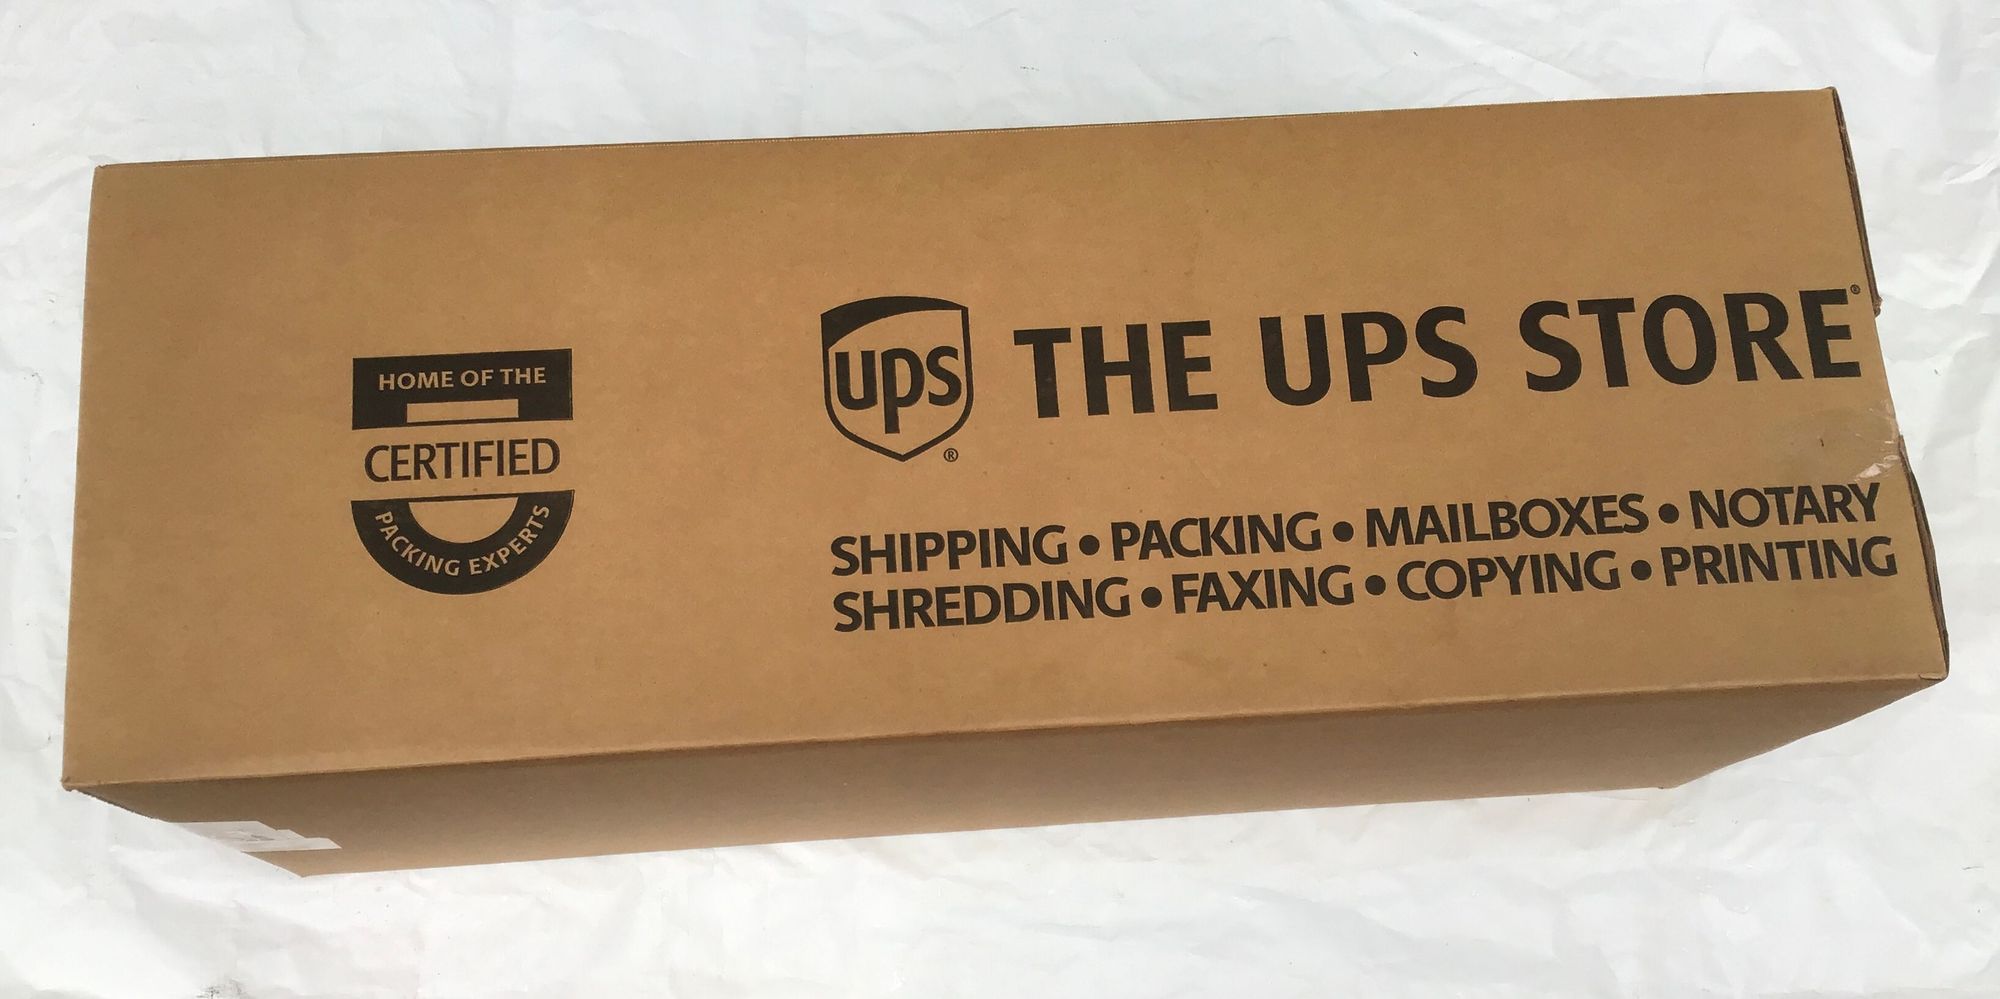 HOME OF THE
CERTIFIED
PACKING EXPERTS
ups
®
THE UPS STORE®
SHIPPING • PACKING • MAILBOXES • NOTARY
SHREDDING • FAXING • COPYING • PRINTING